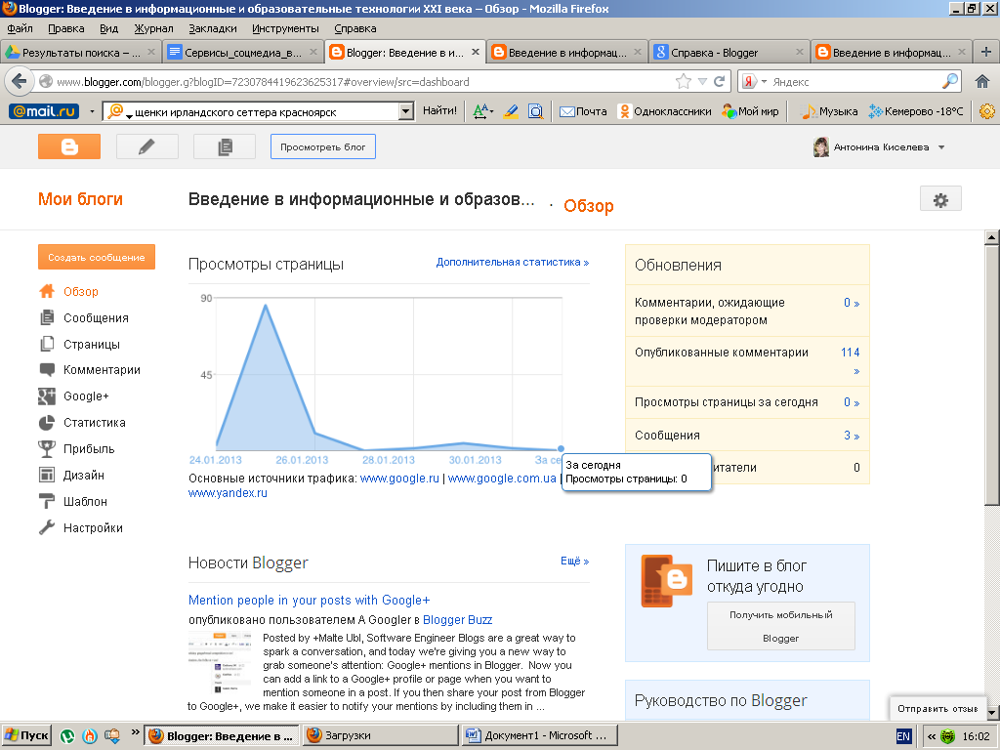 Blogger: Введение в информационные и образовательные технологии XXI века – Обзор - Mozilla Firefox
Файл Правка Вид Журнал Закладки Инструменты Справка
Результаты поиска – ... Сервисы_соцмедиа_в... Blogger: Введение в и... Введение в информац... Справка - Blogger Введение в информац...
www.blogger.com/blogger.g?blogID=7230784419623625317#overview/src=dashboard Яндекс
@mail.ru щенки ирландского сеттера красноярск Найти! Почта Одноклассники Мой мир Музыка Кемерово -18°C
Просмотреть блог Антонина Киселева
Мои блоги Введение в информационные и образов... · Обзор
Создать сообщение
Обзор
Сообщения
Страницы
Комментарии
Google+
Статистика
Прибыль
Дизайн
Шаблон
Настройки
Просмотры страницы Дополнительная статистика »
90
45
24.01.2013 26.01.2013 28.01.2013 30.01.2013 За се
За сегодня
Просмотры страницы: 0
Основные источники трафика: www.google.ru | www.google.com.ua |
www.yandex.ru
Обновления
Комментарии, ожидающие проверки модератором 0 »
Опубликованные комментарии 114 »
Просмотры страницы за сегодня 0 »
Сообщения 3 »
итатели 0
Новости Blogger Ещё »
Mention people in your posts with Google+
опубликовано пользователем A Googler в Blogger Buzz
Posted by +Malte Ubl, Software Engineer Blogs are a great way to
spark a conversation, and today we're giving you a new way to
grab someone's attention: Google+ mentions in Blogger. Now you
can add a link to a Google+ profile or page when you want to
mention someone in a post. If you then share your post from Blogger
to Google+, we make it easier to notify your mentions by including them in ...
Пишите в блог
откуда угодно
Получить мобильный
Blogger
Руководство по Blogger
Отправить отзыв
Пуск » Blogger: Введение в ... Загрузки Документ1 - Microsoft ... EN « 16:02